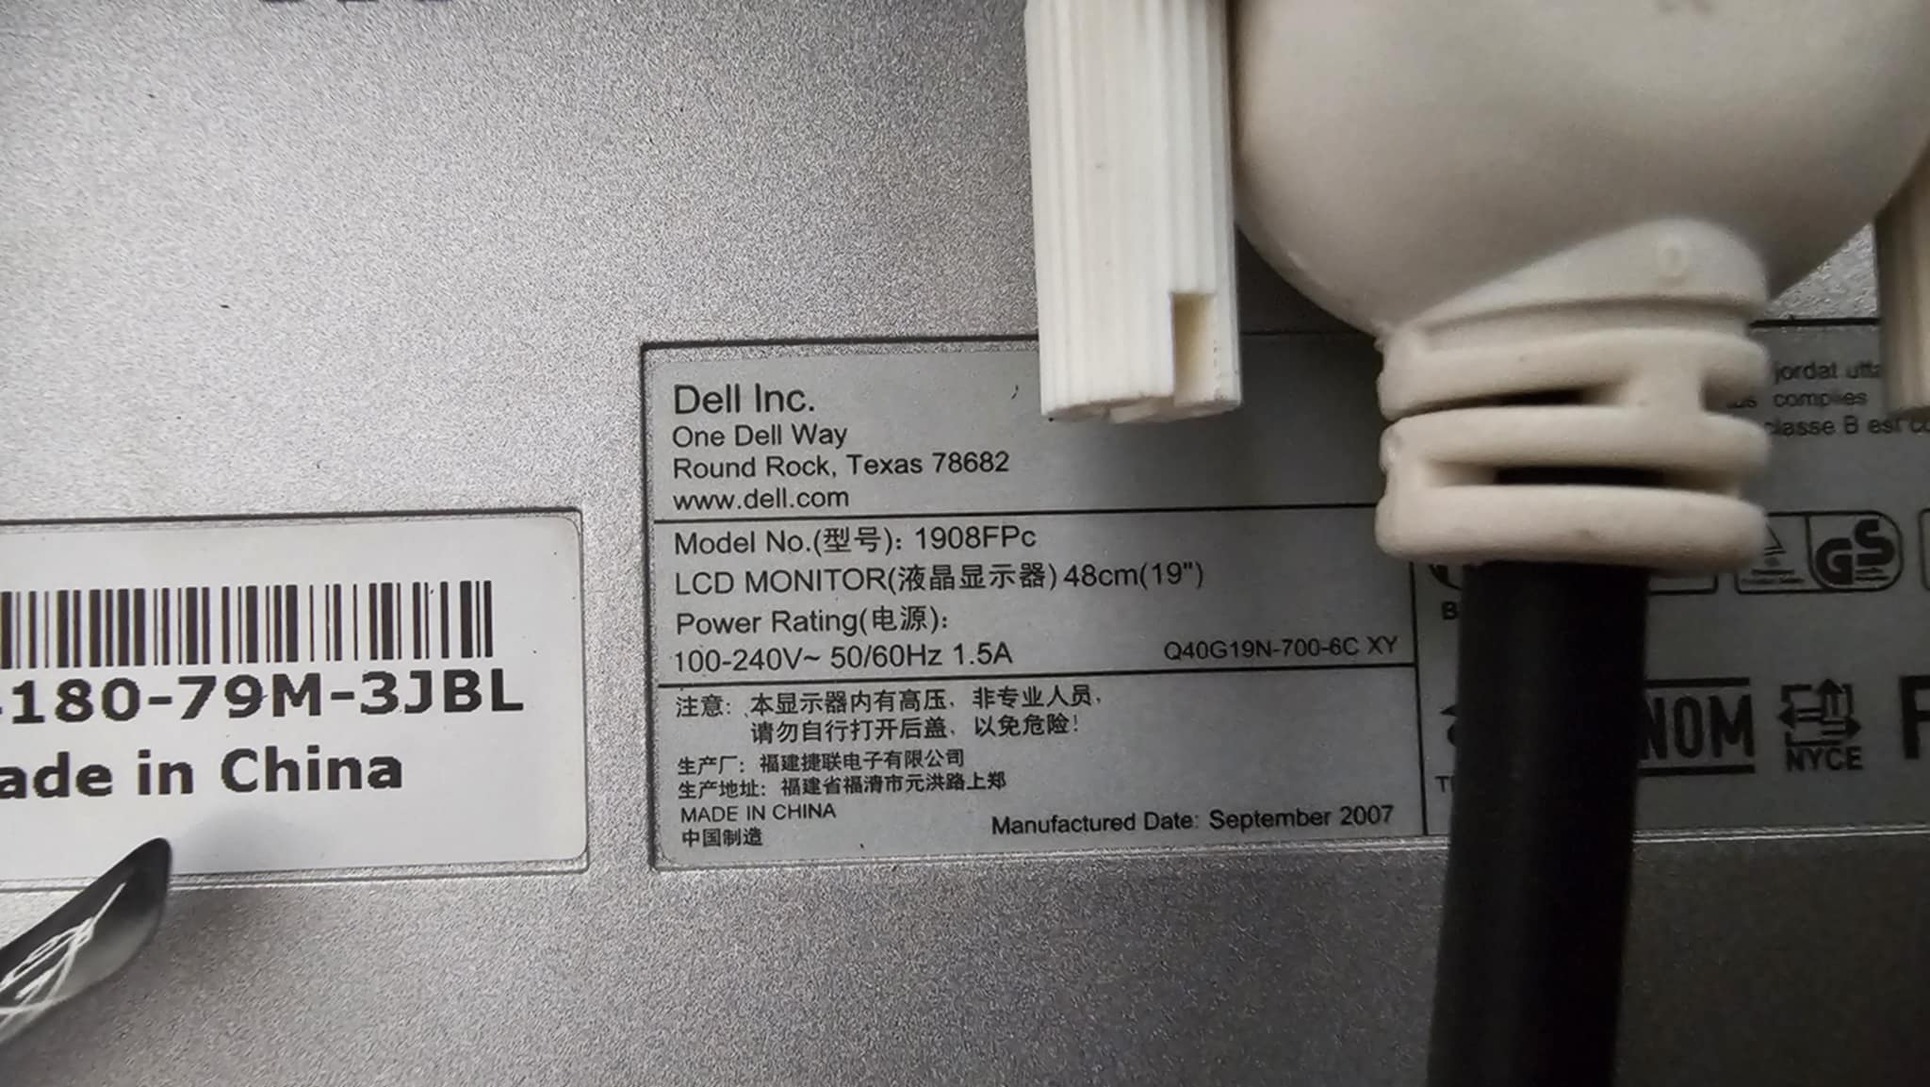 -180-79M-3JBL
ade in China
Dell Inc.
One Dell Way
Round Rock, Texas 78682
www.dell.com
Model No.(型号): 1908FPc
LCD MONITOR(液晶显示器) 48cm(19")
Power Rating(电源):
100-240V~ 50/60Hz 1.5A
Q40G19N-700-6C XY
注意: 本显示器内有高压, 非专业人员,
请勿自行打开后盖, 以免危险!
生产厂: 福建捷联电子有限公司
生产地址: 福建省福清市元洪路上郑
MADE IN CHINA
中国制造
Manufactured Date: September 2007
jordat
complies
classe B est
GS
NOM
NYCE